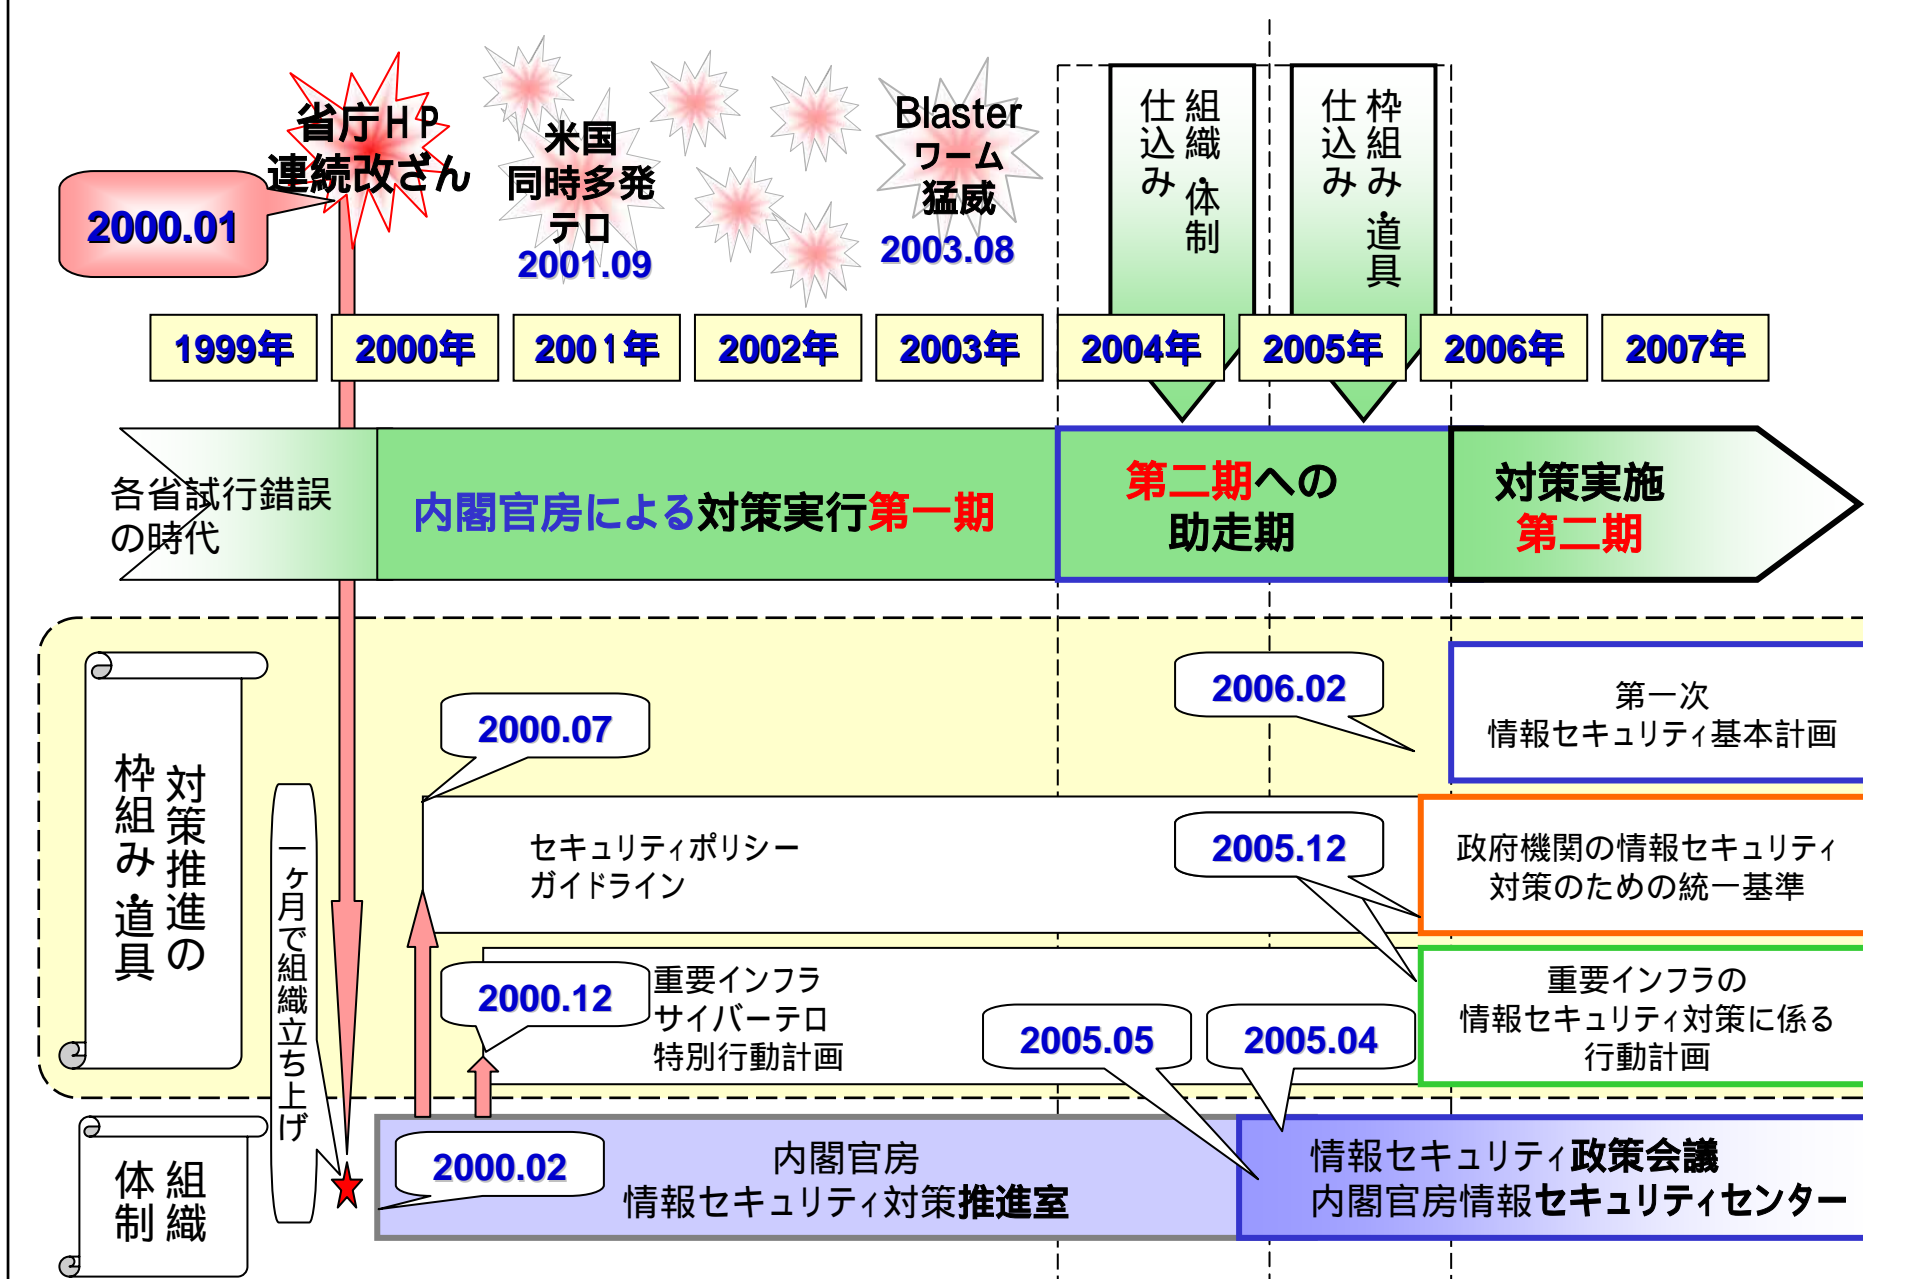 省庁ＨＰ
連続改ざん
2000.01
米国
同時多発
テロ
2001.09
Blaster
ワーム
猛威
2003.08
組織・体制
仕込み
枠組み・道具
仕込み
1999年
2000年
2001年
2002年
2003年
2004年
2005年
2006年
2007年
各省試行錯誤
の時代
内閣官房による対策実行第一期
第二期への
助走期
対策実施
第二期
対策推進の
枠組み・道具
2006.02
第一次
情報セキュリティ基本計画
2000.07
セキュリティポリシー
ガイドライン
2005.12
政府機関の情報セキュリティ
対策のための統一基準
一ヶ月で組織立ち上げ
2000.12
重要インフラ
サイバーテロ
特別行動計画
2005.05
2005.04
重要インフラの
情報セキュリティ対策に係る
行動計画
組織
体制
2000.02
内閣官房
情報セキュリティ対策推進室
情報セキュリティ政策会議
内閣官房情報セキュリティセンター